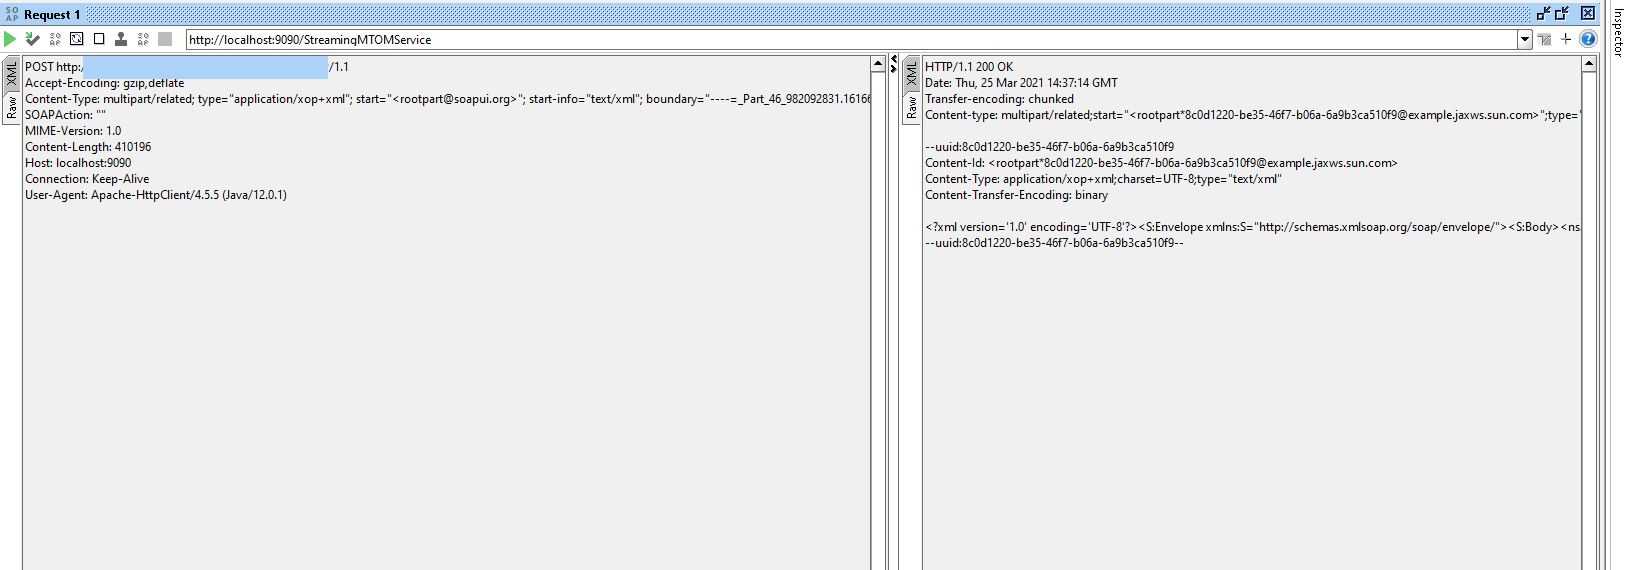 SO
AP
Request 1
SO
AP
SO
AP
http://localhost:9090/StreamingMTOMService
Inspector
XML
Raw
POST http:/ /1.1
Accept-Encoding: gzip,deflate
Content-Type: multipart/related; type="application/xop+xml"; start="<rootpart@soapui.org>"; start-info="text/xml"; boundary="----=_Part_46_982092831.16166
SOAPAction: ""
MIME-Version: 1.0
Content-Length: 410196
Host: localhost:9090
Connection: Keep-Alive
User-Agent: Apache-HttpClient/4.5.5 (Java/12.0.1)
XML
Raw
HTTP/1.1 200 OK
Date: Thu, 25 Mar 2021 14:37:14 GMT
Transfer-encoding: chunked
Content-type: multipart/related;start="<rootpart*8c0d1220-be35-46f7-b06a-6a9b3ca510f9@example.jaxws.sun.com>";type="
--uuid:8c0d1220-be35-46f7-b06a-6a9b3ca510f9
Content-Id: <rootpart*8c0d1220-be35-46f7-b06a-6a9b3ca510f9@example.jaxws.sun.com>
Content-Type: application/xop+xml;charset=UTF-8;type="text/xml"
Content-Transfer-Encoding: binary
<?xml version='1.0' encoding='UTF-8'?><S:Envelope xmlns:S="http://schemas.xmlsoap.org/soap/envelope/"><S:Body><ns
--uuid:8c0d1220-be35-46f7-b06a-6a9b3ca510f9--